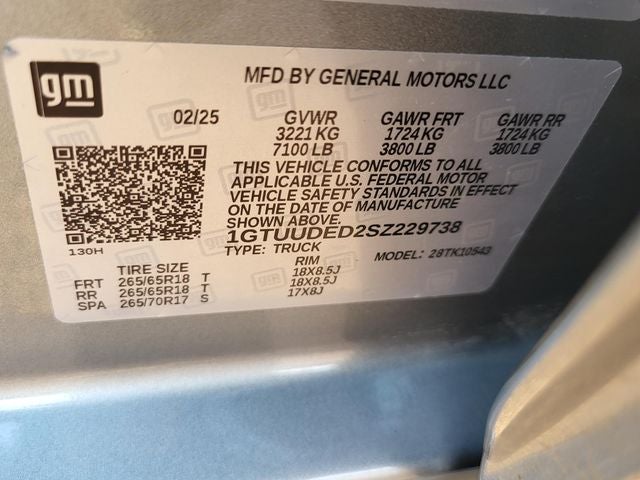 gm
MFD BY GENERAL MOTORS LLC
02/25 GVWR GAWR FRT GAWR RR
3221 KG 1724 KG 1724 KG
7100 LB 3800 LB 3800 LB
THIS VEHICLE CONFORMS TO ALL
APPLICABLE U.S. FEDERAL MOTOR
VEHICLE SAFETY STANDARDS IN EFFECT
ON THE DATE OF MANUFACTURE
SHOWN ABOVE.
1GTUUDED2SZ229738
130H TYPE: TRUCK MODEL: 28TK10543
TIRE SIZE RIM
FRT 265/65R18 T 18X8.5J
RR 265/65R18 T 18X8.5J
SPA 265/70R17 S 17X8J